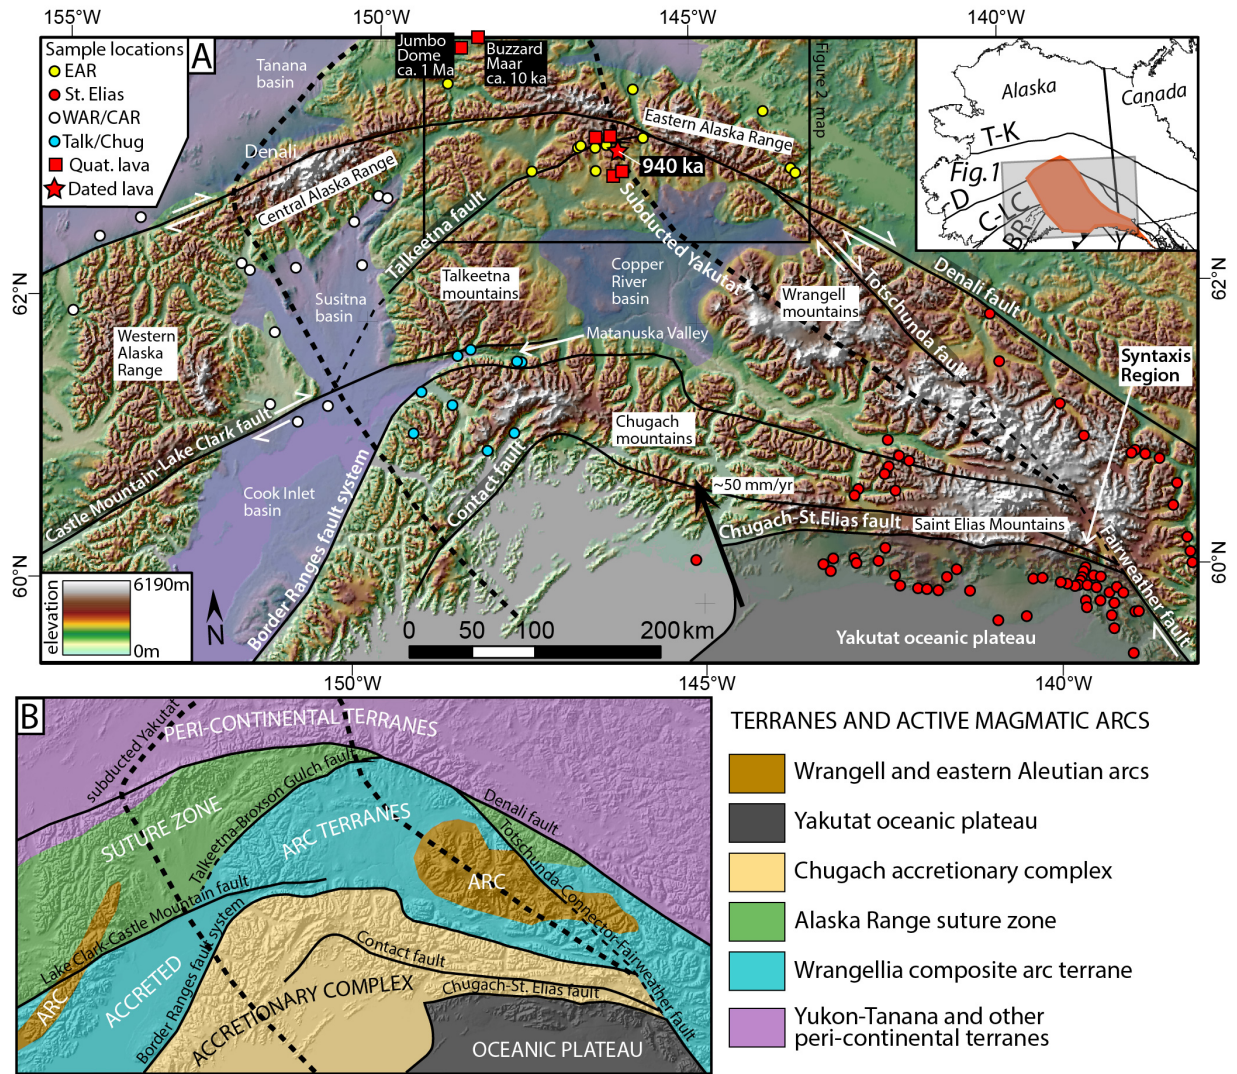 155°W
150°W
145°W
140°W
Sample locations
EAR
St. Elias
WAR/CAR
Talk/Chug
Quat. lava
Dated lava
A
Tanana
basin
Jumbo
Dome
ca. 1 Ma
Buzzard
Maar
ca. 10 ka
Figure 2 map
Alaska
Canada
T-K
Fig.1
D
C-LC
BR
Denali
Central Alaska Range
Eastern Alaska Range
940 ka
Talkeetna fault
Subducted Yakutat
Talkeetna
mountains
Copper
River
basin
Wrangell
mountains
Totschunda fault
Denali fault
62°N
62°N
Susitna
basin
Matanuska Valley
Western
Alaska
Range
Syntaxis
Region
Chugach
mountains
Castle Mountain-Lake Clark fault
Cook Inlet
basin
Border Ranges fault system
Contact fault
~50 mm/yr
Chugach-St.Elias fault
Saint Elias Mountains
Fairweather fault
60°N
60°N
elevation
6190m
0m
N
0 50 100 200 km
Yakutat oceanic plateau
150°W
145°W
140°W
B
subducted Yakutat
PERI-CONTINENTAL TERRANES
SUTURE ZONE
Talkeetna-Broxson Gulch fault
ARC TERRANES
Denali fault
Totschunda-Connector-Fairweather fault
ARC
Lake Clark-Castle Mountain fault
ARC
ACCRETED
Border Ranges fault system
Contact fault
Chugach-St. Elias fault
ACCRETIONARY COMPLEX
OCEANIC PLATEAU
TERRANES AND ACTIVE MAGMATIC ARCS
Wrangell and eastern Aleutian arcs
Yakutat oceanic plateau
Chugach accretionary complex
Alaska Range suture zone
Wrangellia composite arc terrane
Yukon-Tanana and other
peri-continental terranes